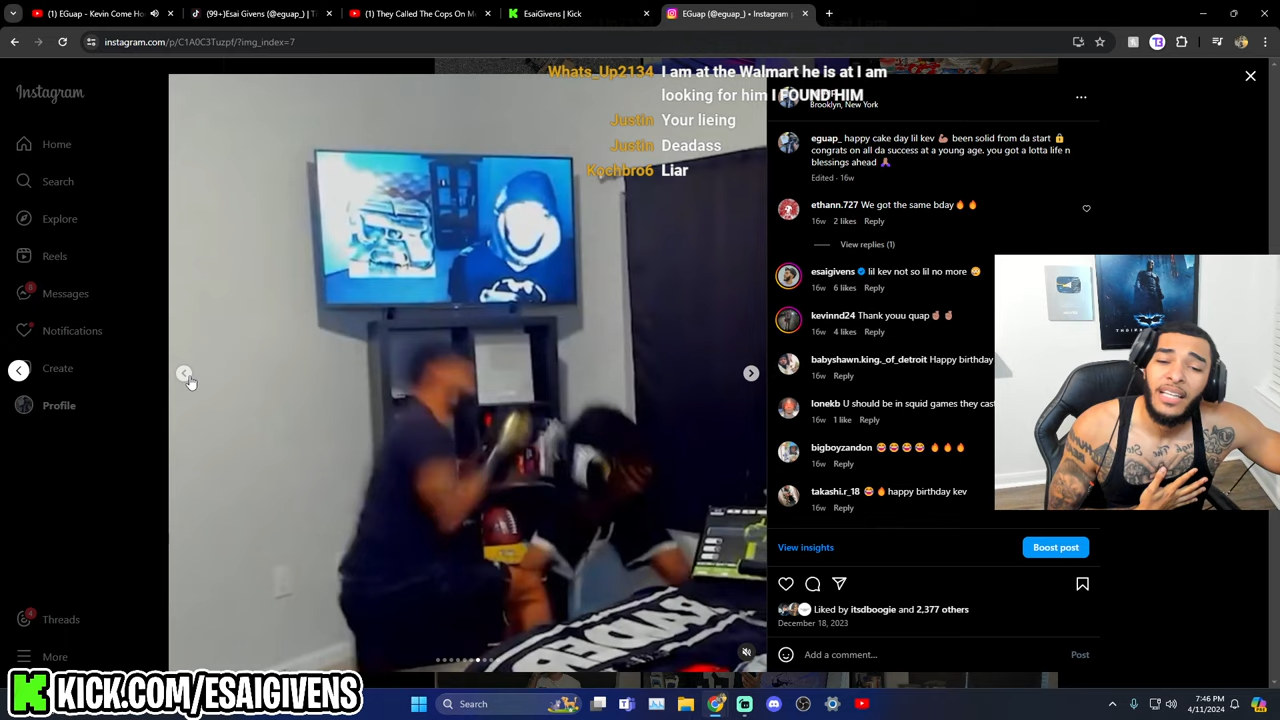 (1) EGuap - Kevin Come Ho
(99+) Esai Givens (@eguap_) | Ti
(1) They Called The Cops On M
EsaiGivens | Kick
EGuap (@eguap_) • Instagram p
instagram.com/p/C1A0C3Tuzpf/?img_index=7
Instagram
Home
Search
Explore
Reels
8
Messages
Notifications
Create
Profile
4
Threads
More
Whats_Up2134 I am at the Walmart he is at I am
looking for him I FOUND HIM
Justin Your lieing
Justin Deadass
Kochbro6 Liar
Brooklyn, New York
eguap_ happy cake day lil kev 💪🏽 been solid from da start 🔒
congrats on all da success at a young age. you got a lotta life n
blessings ahead 🙏🏽
Edited · 16w
ethann.727 We got the same bday🔥 🔥
16w 2 likes Reply
View replies (1)
esaigivens lil kev not so lil no more 😳
16w 6 likes Reply
kevinnd24 Thank youu quap
16w 4 likes Reply
babyshawn.king._of_detroit Happy birthday
16w Reply
lonekb U should be in squid games they cast
16w 1 like Reply
bigboyzandon 😂 😂 😂 😂 🔥 🔥 🔥
16w Reply
takashi.r_18 😂 🔥 happy birthday kev
16w Reply
View insights
Boost post
Liked by itsdboogie and 2,377 others
December 18, 2023
Add a comment...
Post
KICK.COM/ESAIGIVENS
Search
7:46 PM
4/11/2024